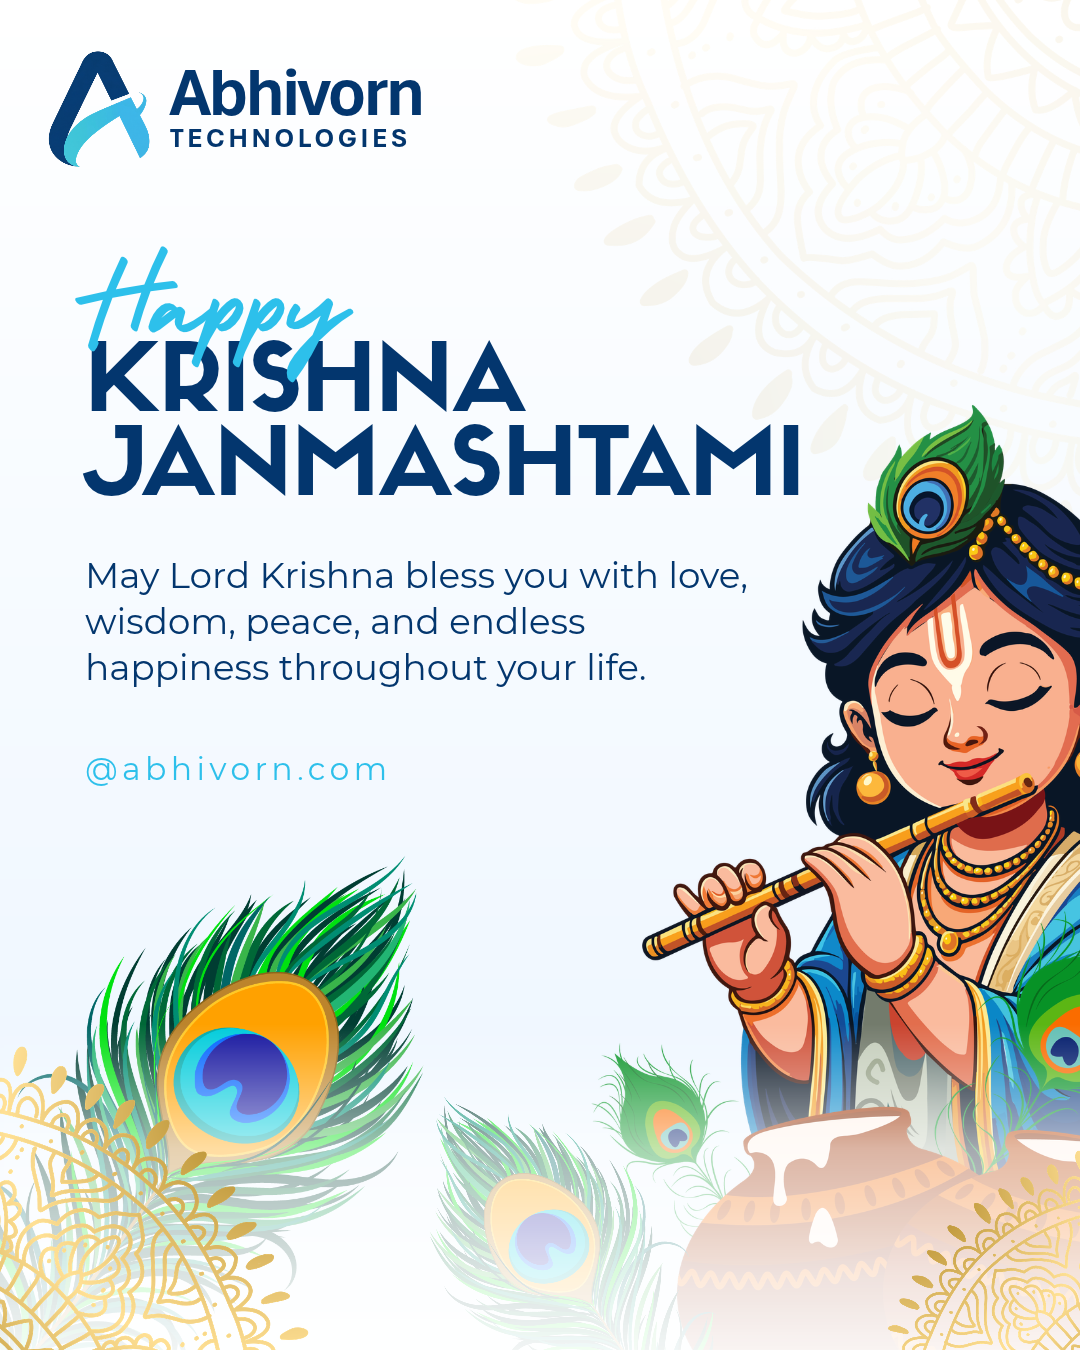 Abhivorn
TECHNOLOGIES
Happy
KRISHNA
JANMASHTAMI
May Lord Krishna bless you with love,
wisdom, peace, and endless
happiness throughout your life.
@abhivorn.com